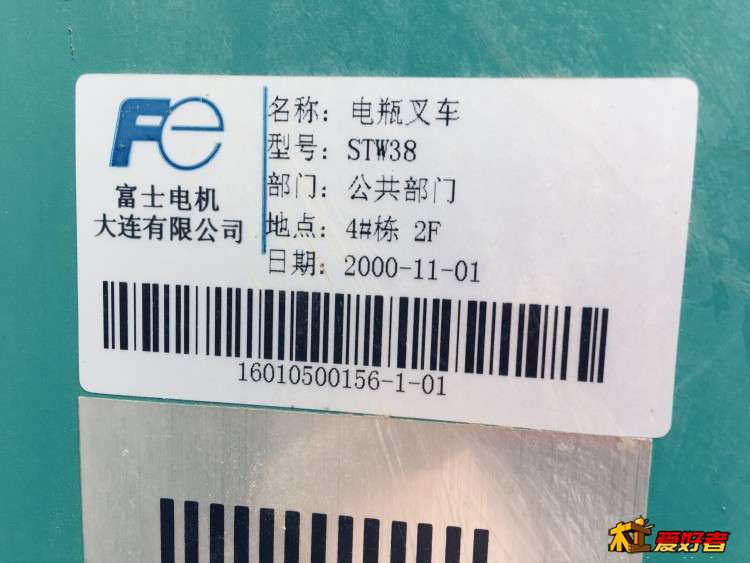 Fe
富士电机
大连有限公司
名称：电瓶叉车
型号：STW38
部门：公共部门
地点：4#栋 2F
日期：2000-11-01
16010500156-1-01
杠爱好者